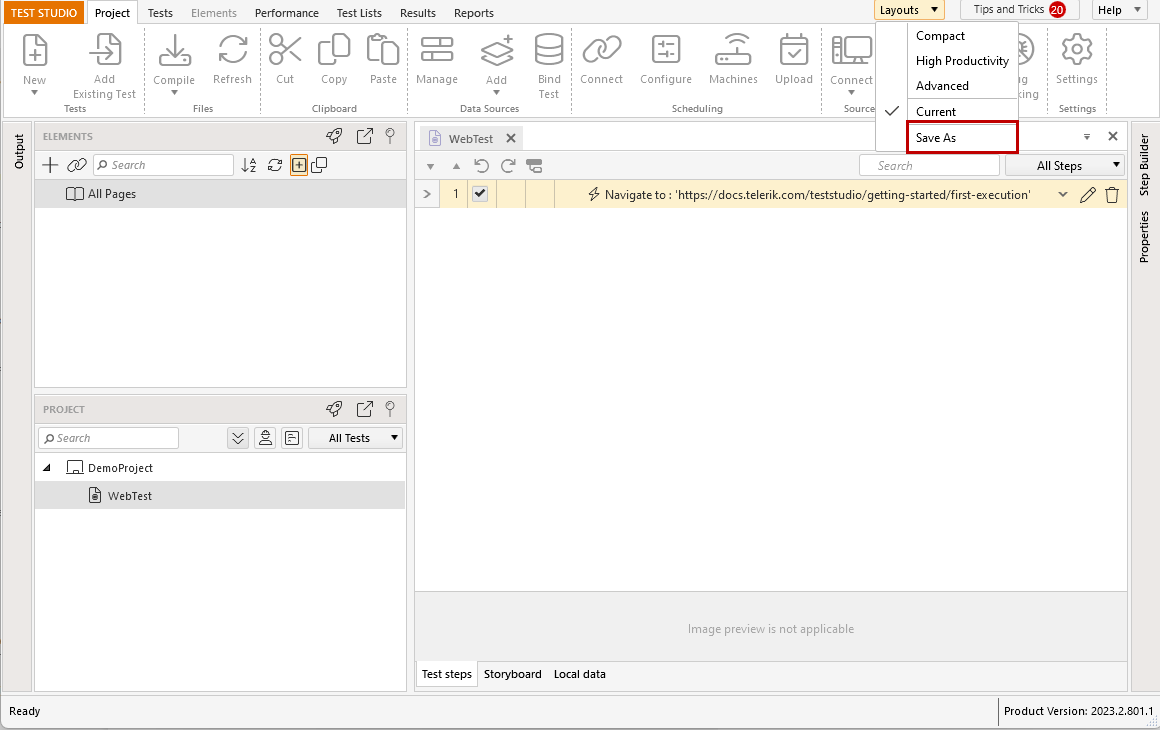 TEST STUDIO Project Tests Elements Performance Test Lists Results Reports Layouts Tips and Tricks 20 Help
Compact
High Productivity
Advanced
Current
Save As
New
Add
Existing Test
Tests
Compile
Refresh
Files
Cut
Copy
Paste
Clipboard
Manage
Add
Bind
Test
Data Sources
Connect
Configure
Machines
Upload
Scheduling
Connect
Source
ug
king
Settings
Settings
Output
ELEMENTS
Search
All Pages
PROJECT
Search
All Tests
DemoProject
WebTest
WebTest
Search
All Steps
1 Navigate to : 'https://docs.telerik.com/teststudio/getting-started/first-execution'
Image preview is not applicable
Test steps Storyboard Local data
Step Builder
Properties
Ready
Product Version: 2023.2.801.1